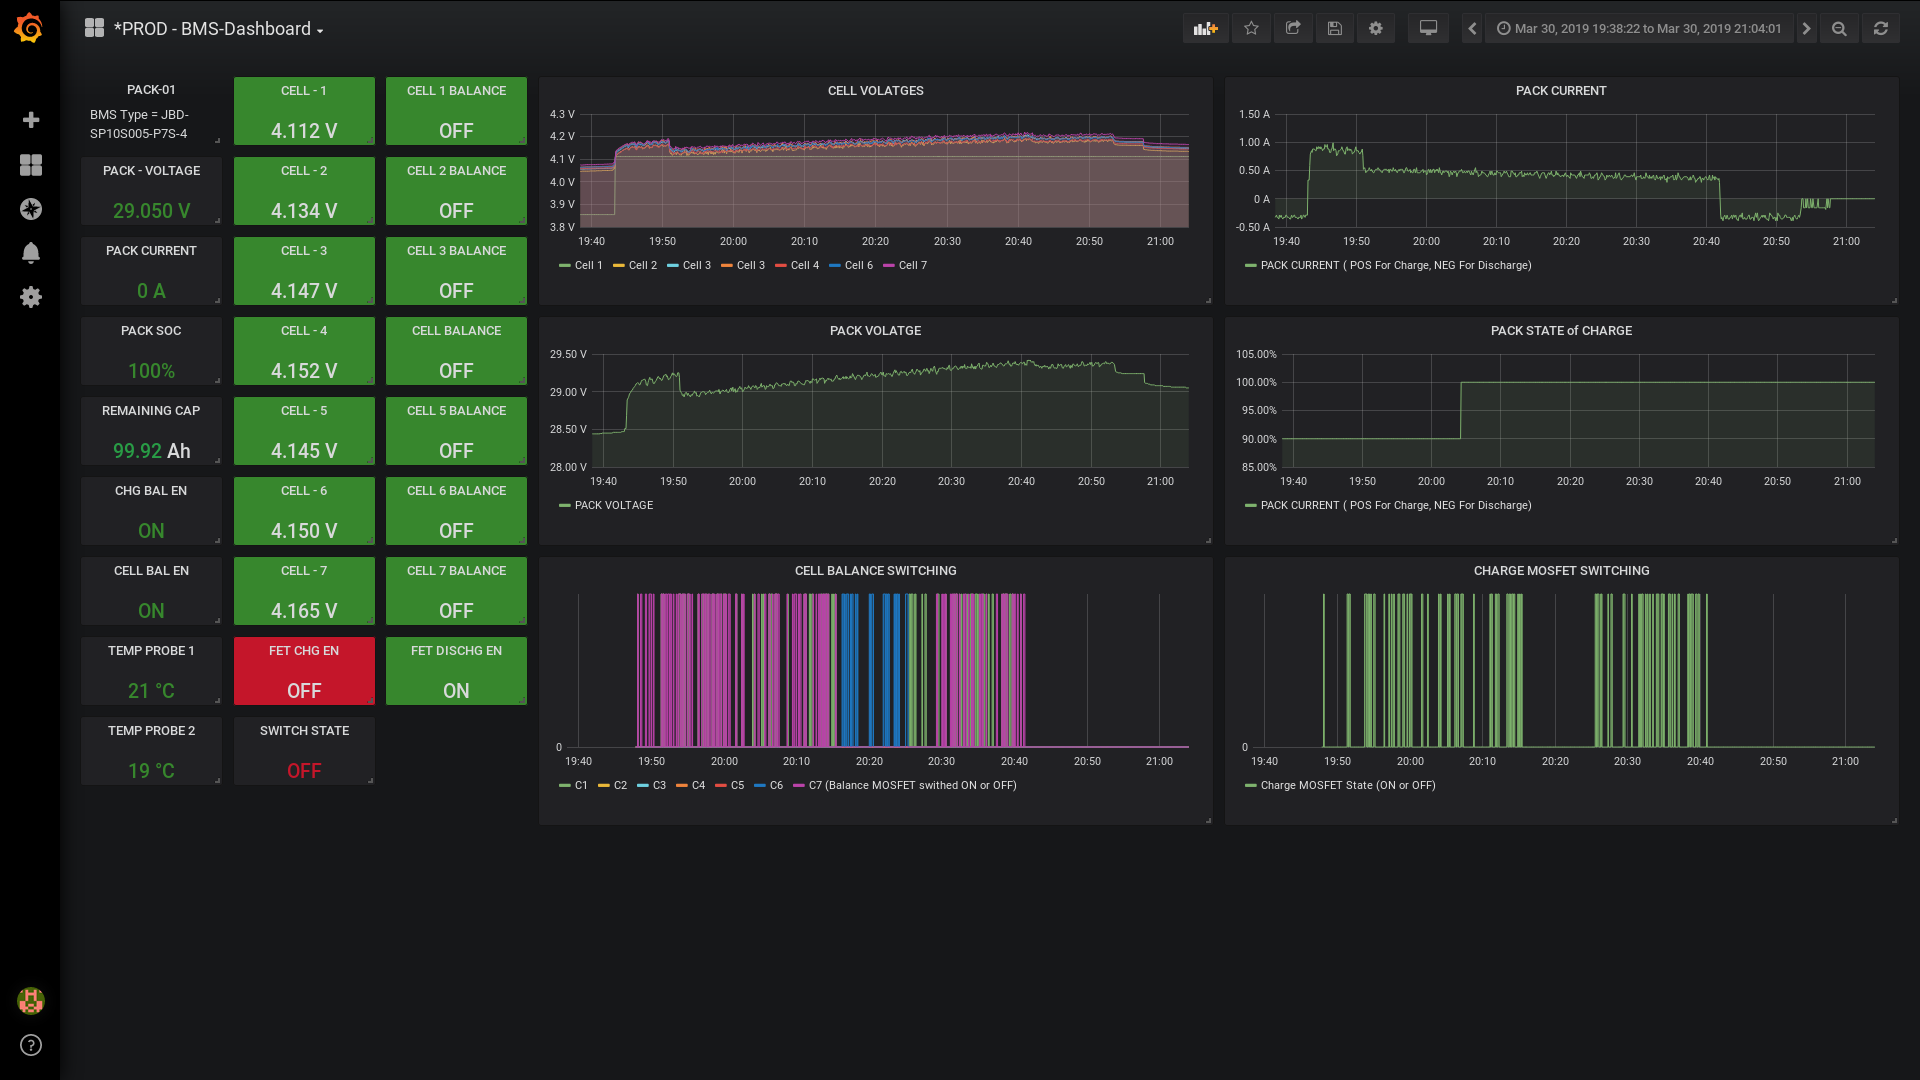 *PROD - BMS-Dashboard
Mar 30, 2019 19:38:22 to Mar 30, 2019 21:04:01
PACK-01
BMS Type = JBD-
SP10S005-P7S-4
PACK - VOLTAGE
29.050 V
PACK CURRENT
0 A
PACK SOC
100%
REMAINING CAP
99.92 Ah
CHG BAL EN
ON
CELL BAL EN
ON
TEMP PROBE 1
21 °C
TEMP PROBE 2
19 °C
CELL - 1
4.112 V
CELL - 2
4.134 V
CELL - 3
4.147 V
CELL - 4
4.152 V
CELL - 5
4.145 V
CELL - 6
4.150 V
CELL - 7
4.165 V
FET CHG EN
OFF
SWITCH STATE
OFF
CELL 1 BALANCE
OFF
CELL 2 BALANCE
OFF
CELL 3 BALANCE
OFF
CELL BALANCE
OFF
CELL 5 BALANCE
OFF
CELL 6 BALANCE
OFF
CELL 7 BALANCE
OFF
FET DISCHG EN
ON
CELL VOLATGES
4.3 V
4.2 V
4.1 V
4.0 V
3.9 V
3.8 V
19:40 19:50 20:00 20:10 20:20 20:30 20:40 20:50 21:00
Cell 1 Cell 2 Cell 3 Cell 3 Cell 4 Cell 6 Cell 7
PACK CURRENT
1.50 A
1.00 A
0.50 A
0 A
-0.50 A
19:40 19:50 20:00 20:10 20:20 20:30 20:40 20:50 21:00
PACK CURRENT ( POS For Charge, NEG For Discharge)
PACK VOLATGE
29.50 V
29.00 V
28.50 V
28.00 V
19:40 19:50 20:00 20:10 20:20 20:30 20:40 20:50 21:00
PACK VOLTAGE
PACK STATE of CHARGE
105.00%
100.00%
95.00%
90.00%
85.00%
19:40 19:50 20:00 20:10 20:20 20:30 20:40 20:50 21:00
PACK CURRENT ( POS For Charge, NEG For Discharge)
CELL BALANCE SWITCHING
0
19:40 19:50 20:00 20:10 20:20 20:30 20:40 20:50 21:00
C1 C2 C3 C4 C5 C6 C7 (Balance MOSFET swithed ON or OFF)
CHARGE MOSFET SWITCHING
0
19:40 19:50 20:00 20:10 20:20 20:30 20:40 20:50 21:00
Charge MOSFET State (ON or OFF)